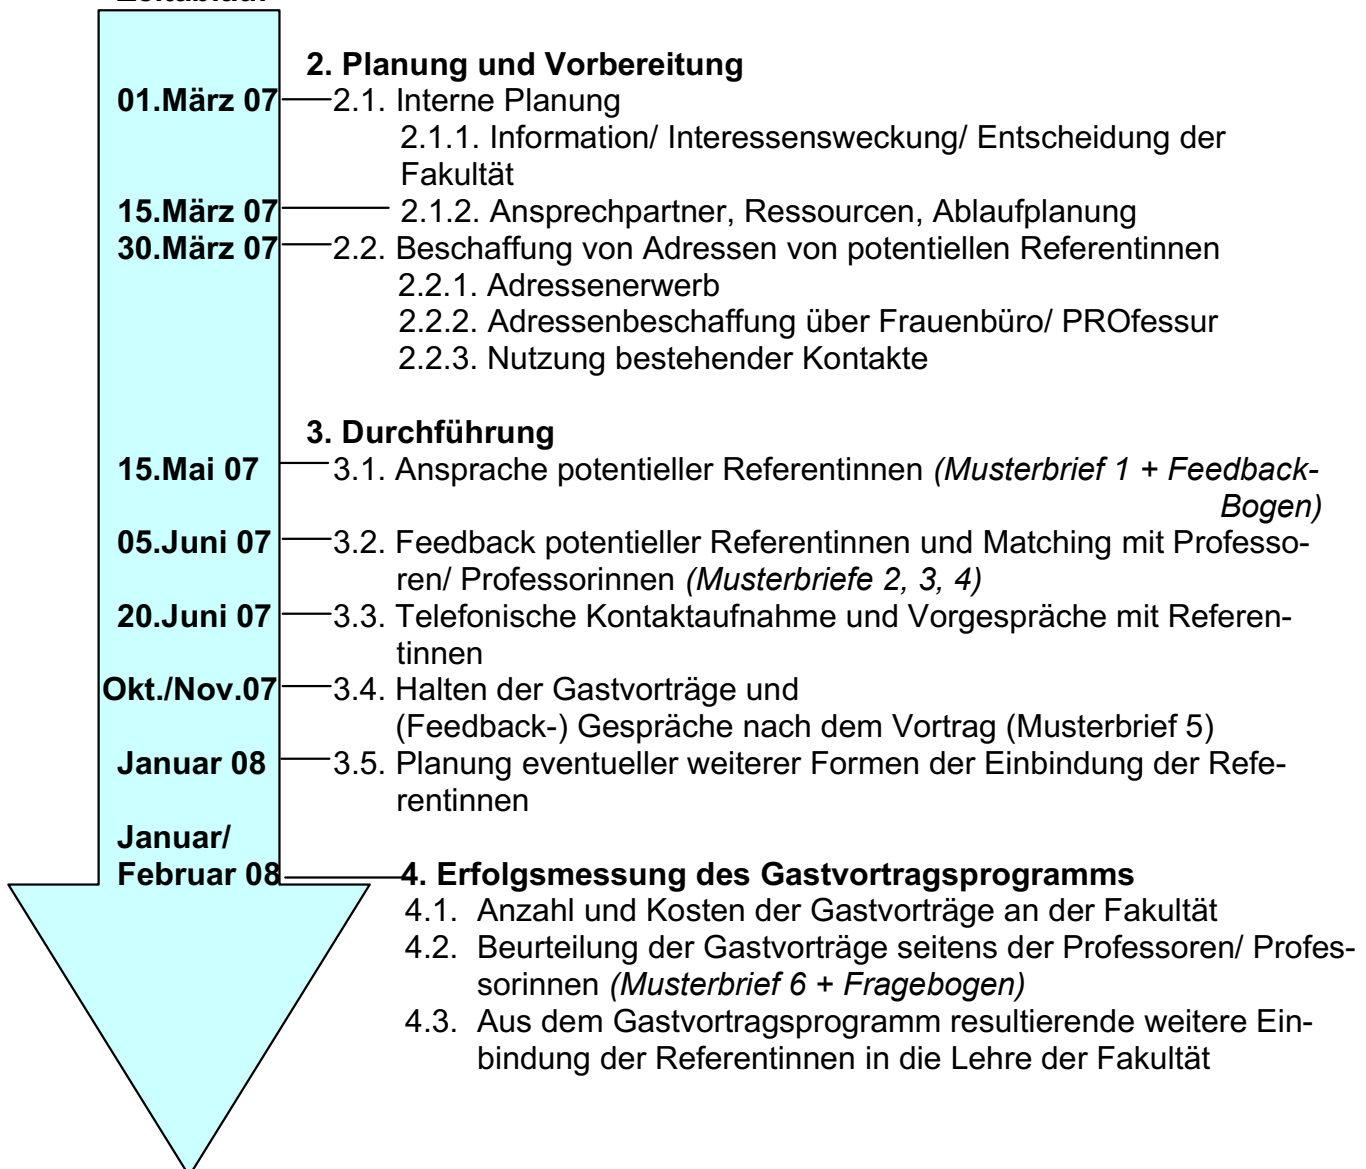 2. Planung und Vorbereitung
01.März 07 2.1. Interne Planung
2.1.1. Information/ Interessensweckung/ Entscheidung der
Fakultät
15.März 07 2.1.2. Ansprechpartner, Ressourcen, Ablaufplanung
30.März 07 2.2. Beschaffung von Adressen von potentiellen Referentinnen
2.2.1. Adressenerwerb
2.2.2. Adressenbeschaffung über Frauenbüro/ PROfessur
2.2.3. Nutzung bestehender Kontakte
3. Durchführung
15.Mai 07 3.1. Ansprache potentieller Referentinnen (Musterbrief 1 + Feedback-
Bogen)
05.Juni 07 3.2. Feedback potentieller Referentinnen und Matching mit Professo-
ren/ Professorinnen (Musterbriefe 2, 3, 4)
20.Juni 07 3.3. Telefonische Kontaktaufnahme und Vorgespräche mit Referen-
tinnen
Okt./Nov.07 3.4. Halten der Gastvorträge und
(Feedback-) Gespräche nach dem Vortrag (Musterbrief 5)
Januar 08 3.5. Planung eventueller weiterer Formen der Einbindung der Refe-
rentinnen
Januar/
Februar 08 4. Erfolgsmessung des Gastvortragsprogramms
4.1. Anzahl und Kosten der Gastvorträge an der Fakultät
4.2. Beurteilung der Gastvorträge seitens der Professoren/ Profes-
sorinnen (Musterbrief 6 + Fragebogen)
4.3. Aus dem Gastvortragsprogramm resultierende weitere Ein-
bindung der Referentinnen in die Lehre der Fakultät